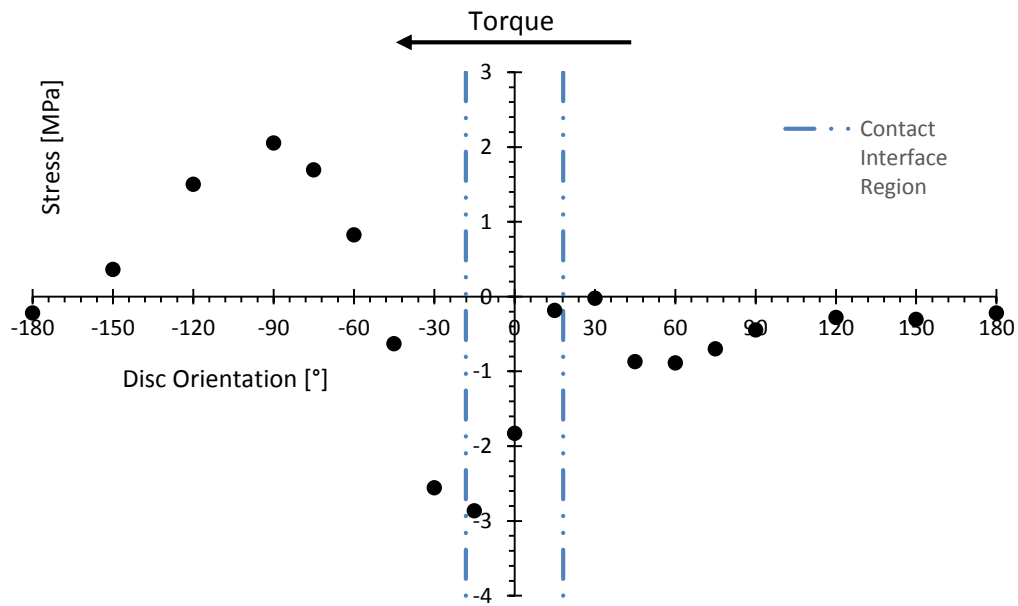 Torque
Stress [MPa]
3
2
1
0
-1
-2
-3
-4
-180 -150 -120 -90 -60 -30 0 30 60 90 120 150 180
Disc Orientation [°]
Contact
Interface
Region